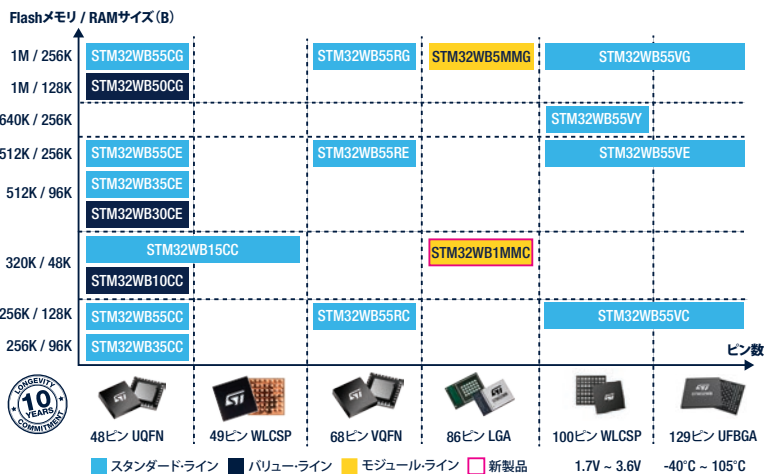 Flashメモリ / RAMサイズ(B)
1M / 256K STM32WB55CG STM32WB55RG STM32WB5MMG STM32WB55VG
1M / 128K STM32WB50CG
640K / 256K STM32WB55VY
512K / 256K STM32WB55CE STM32WB55RE STM32WB55VE
512K / 96K STM32WB35CE
STM32WB30CE
320K / 48K STM32WB15CC STM32WB1MMC
STM32WB10CC
256K / 128K STM32WB55CC STM32WB55RC STM32WB55VC
256K / 96K STM32WB35CC
ピン数
LONGEVITY
10
YEARS
COMMITMENT
48ピン UQFN 49ピン WLCSP 68ピン VQFN 86ピン LGA 100ピン WLCSP 129ピン UFBGA
スタンダード・ライン バリュー・ライン モジュール・ライン 新製品 1.7V ~ 3.6V -40°C ~ 105°C